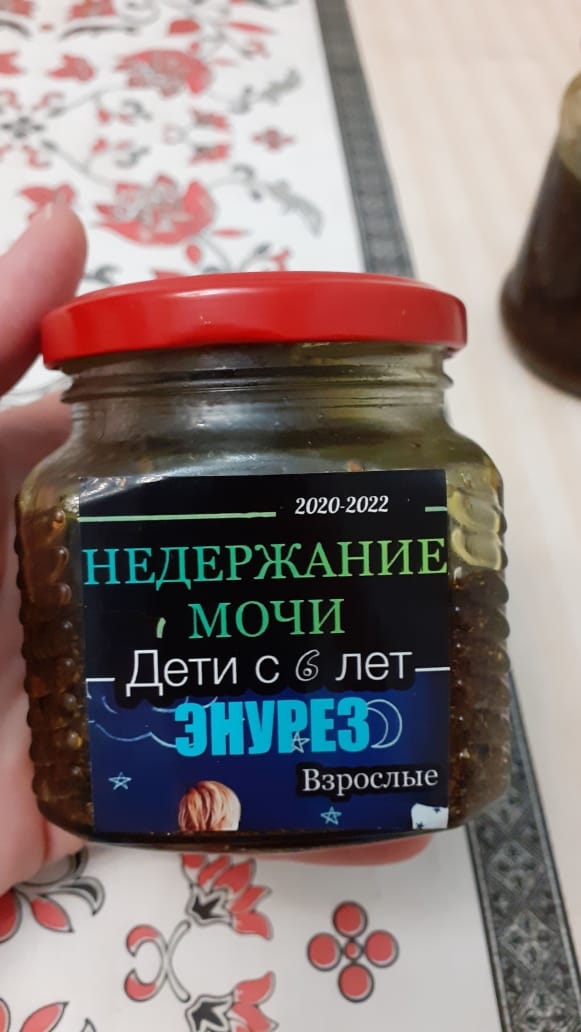 2020-2022
НЕДЕРЖАНИЕ
МОЧИ
Дети с 6 лет
ЭНУРЕЗ
Взрослые